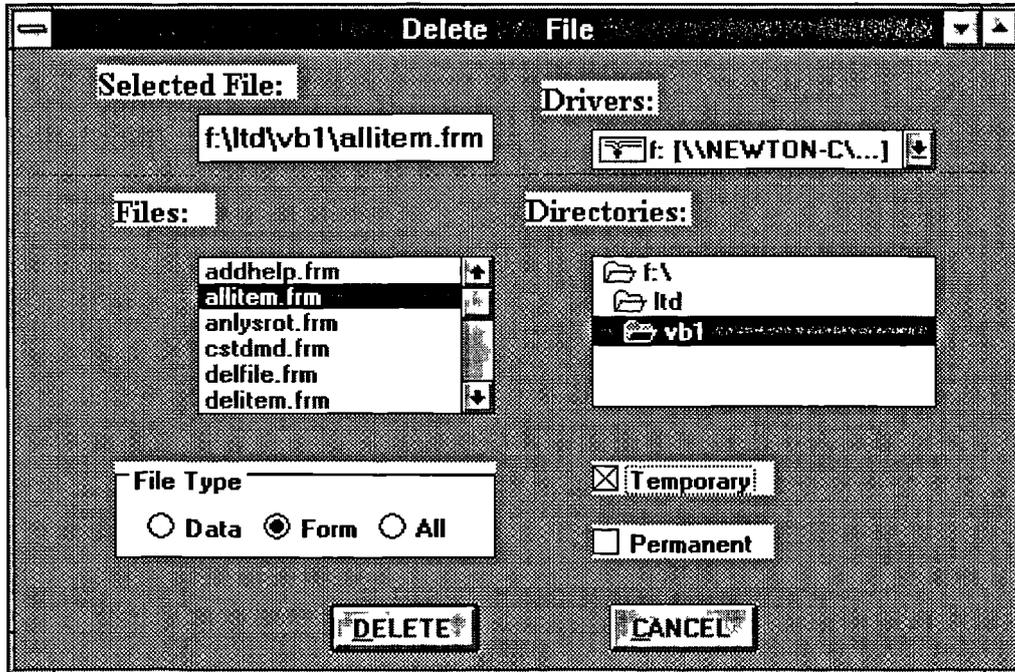 Delete File
Selected File:
f:\ltd\vb1\allitem.frm
Drivers:
f: [\\NEWTON-C\...]
Files:
addhelp.frm
allitem.frm
anlysrot.frm
cstdmd.frm
delfile.frm
delitem.frm
Directories:
f:\
ltd
vb1
File Type
Data Form All
Temporary
Permanent
DELETE CANCEL